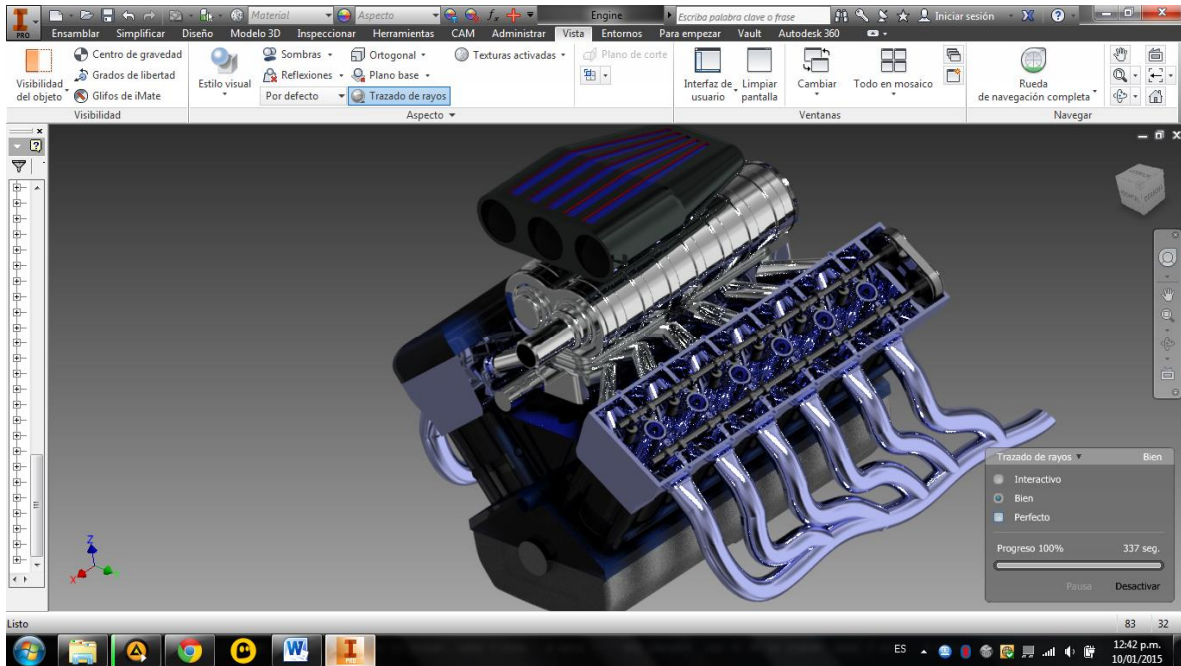 Material
Aspecto
Engine
Escriba palabra clave o frase
Iniciar sesión
PRO
Ensamblar Simplificar Diseño Modelo 3D Inspeccionar Herramientas CAM Administrar Vista Entornos Para empezar Vault Autodesk 360
Visibilidad del objeto
Centro de gravedad
Grados de libertad
Glifos de iMate
Visibilidad
Estilo visual
Sombras
Reflexiones
Por defecto
Ortogonal
Plano base
Trazado de rayos
Texturas activadas
Aspecto
Plano de corte
Interfaz de usuario
Limpiar pantalla
Cambiar
Todo en mosaico
Ventanas
Rueda
de navegación completa
Navegar
Trazado de rayos Bien
Interactivo
Bien
Perfecto
Progreso 100% 337 seg.
Pausa Desactivar
Z
X
Listo
83 32
PRO
ES
12:42 p.m.
10/01/2015